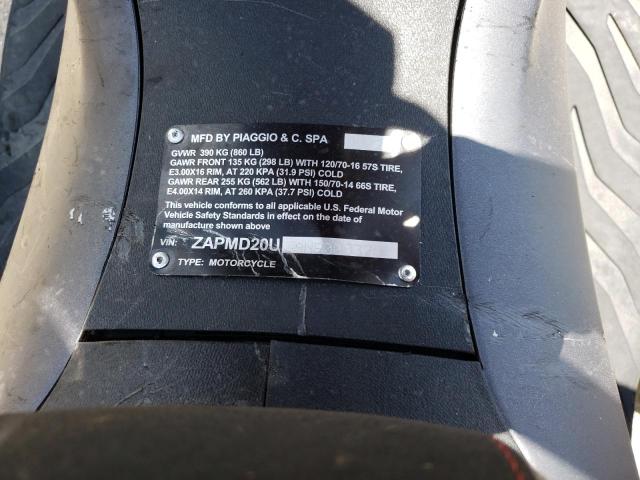 MFD BY PIAGGIO & C. SPA
GVWR 390 KG (860 LB)
GAWR FRONT 135 KG (298 LB) WITH 120/70-16 57S TIRE,
E3.00X16 RIM, AT 220 KPA (31.9 PSI) COLD
GAWR REAR 255 KG (562 LB) WITH 150/70-14 66S TIRE,
E4.00X14 RIM, AT 260 KPA (37.7 PSI) COLD
This vehicle conforms to all applicable U.S. Federal Motor
Vehicle Safety Standards in effect on the date of
manufacture shown above
VIN: ZAPMD20U
TYPE: MOTORCYCLE